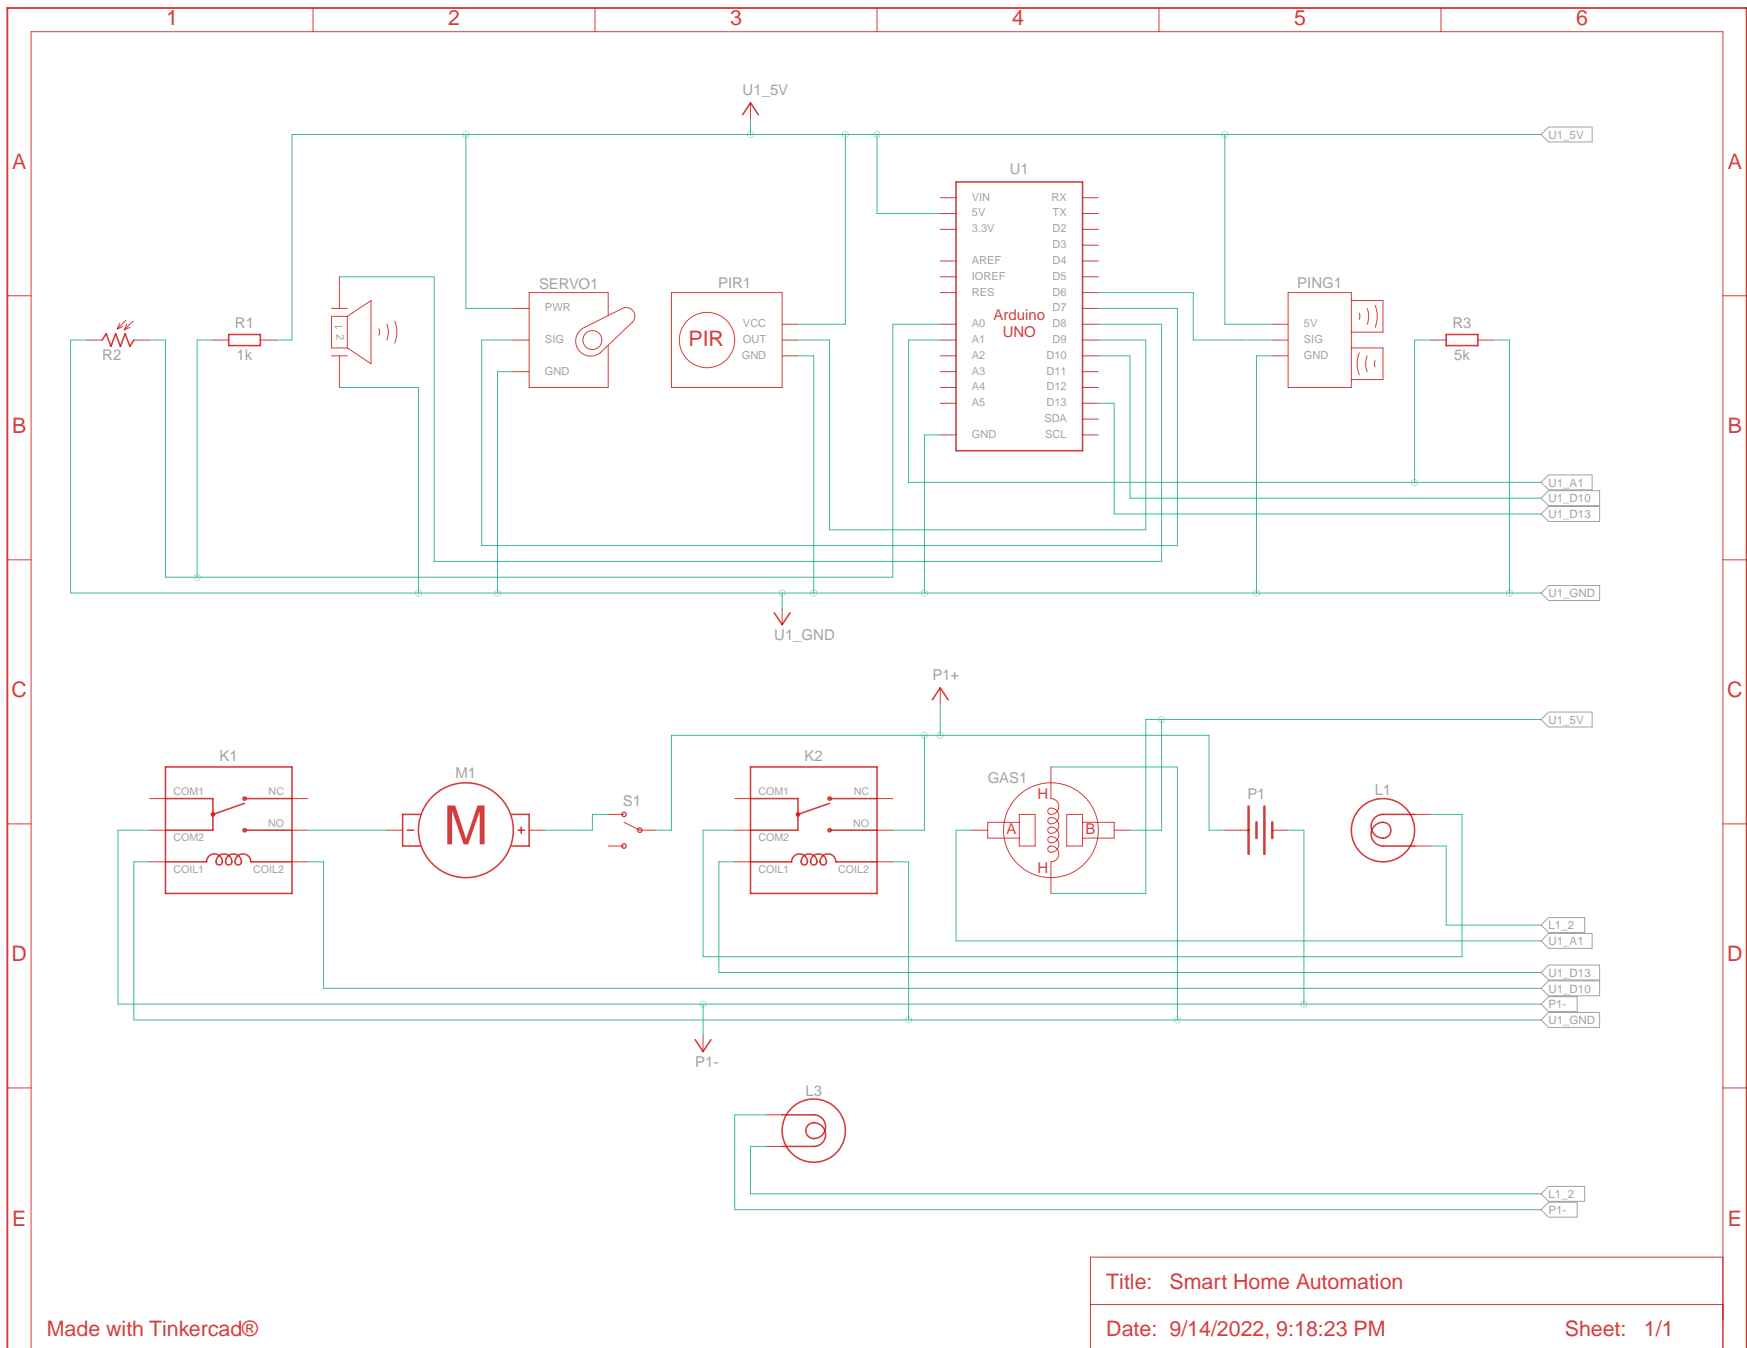 1 2 3 4 5 6
U1_5V
U1_5V
A A
U1
VIN RX
5V TX
3.3V D2
D3
AREF D4
IOREF D5
RES D6
D7
A0 D8
A1 D9
A2 D10
A3 D11
A4 D12
A5 D13
SDA
GND SCL
Arduino
UNO
SERVO1
PWR
SIG
GND
PIR1
PIR
VCC
OUT
GND
PING1
5V
SIG
GND
R2
R1
1k
1 2
R3
5k
B B
U1_A1
U1_D10
U1_D13
U1_GND
U1_GND
C C
P1+
U1_5V
K1
COM1 NC
NO
COM2
COIL1 COIL2
M1
- M +
S1
K2
COM1 NC
NO
COM2
COIL1 COIL2
GAS1
H
A B
H
P1
L1
L1_2
U1_A1
D D
U1_D13
U1_D10
P1-
U1_GND
P1-
L3
L1_2
P1-
E E
Title: Smart Home Automation
Made with Tinkercad®
Date: 9/14/2022, 9:18:23 PM Sheet: 1/1